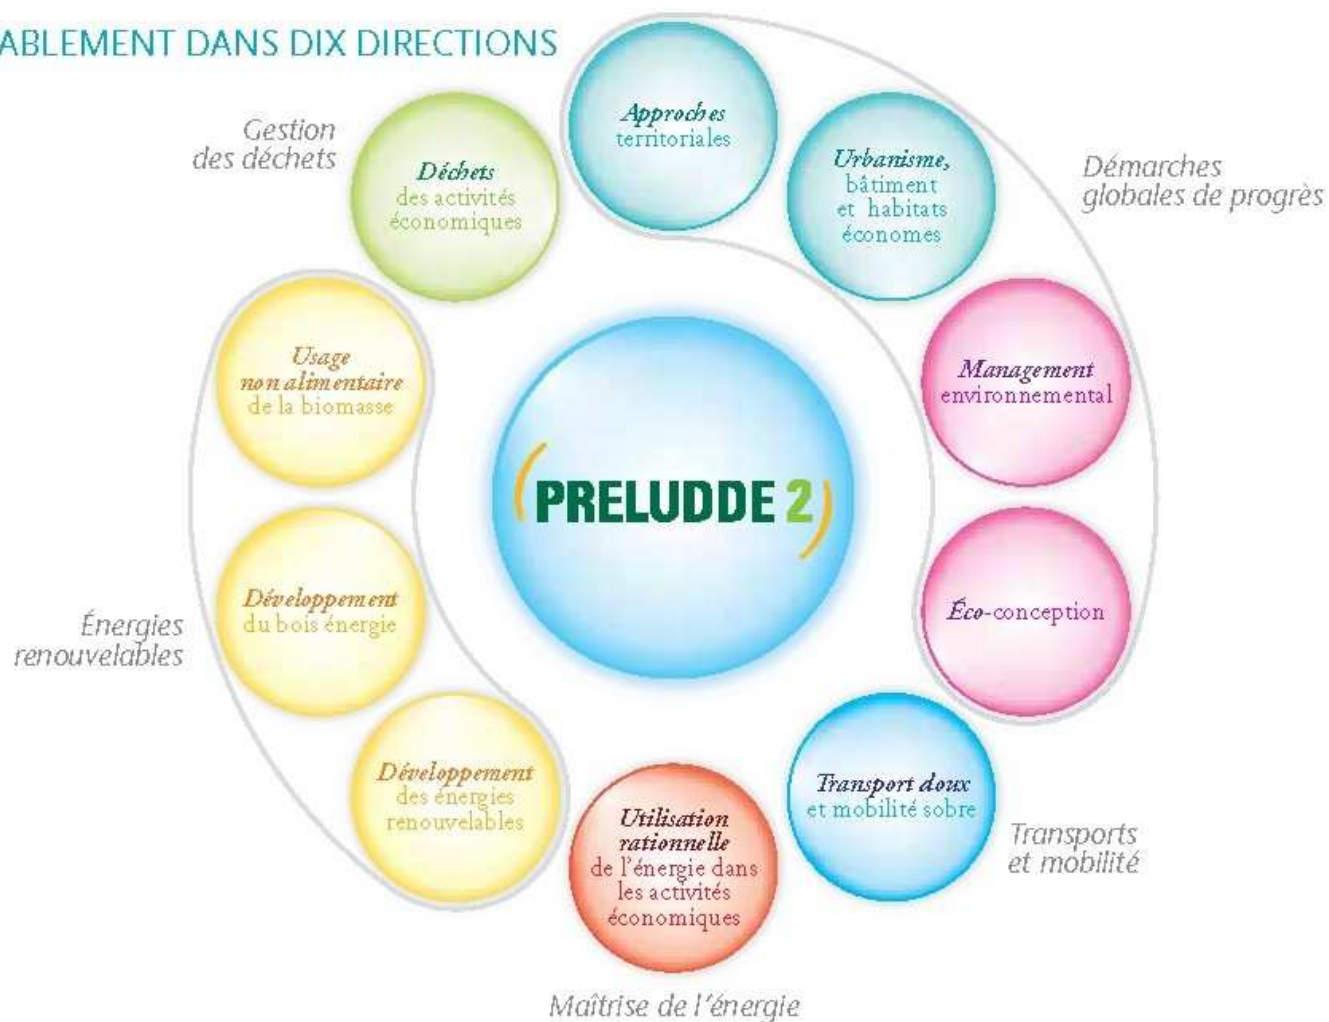 ABLEMENT DANS DIX DIRECTIONS
Approches
territoriales
Urbanisme,
bâtiment
et habitats
économes
Démarches
globales de progrès
Management
environnemental
Éco-conception
Transport doux
et mobilité sobre
Transports
et mobilité
Utilisation
rationnelle
de l'énergie dans
les activités
économiques
Maîtrise de l'énergie
Développement
des énergies
renouvelables
Développement
du bois énergie
Énergies
renouvelables
Usage
non alimentaire
de la biomasse
Déchets
des activités
économiques
Gestion
des déchets
(PRELUDDE 2)